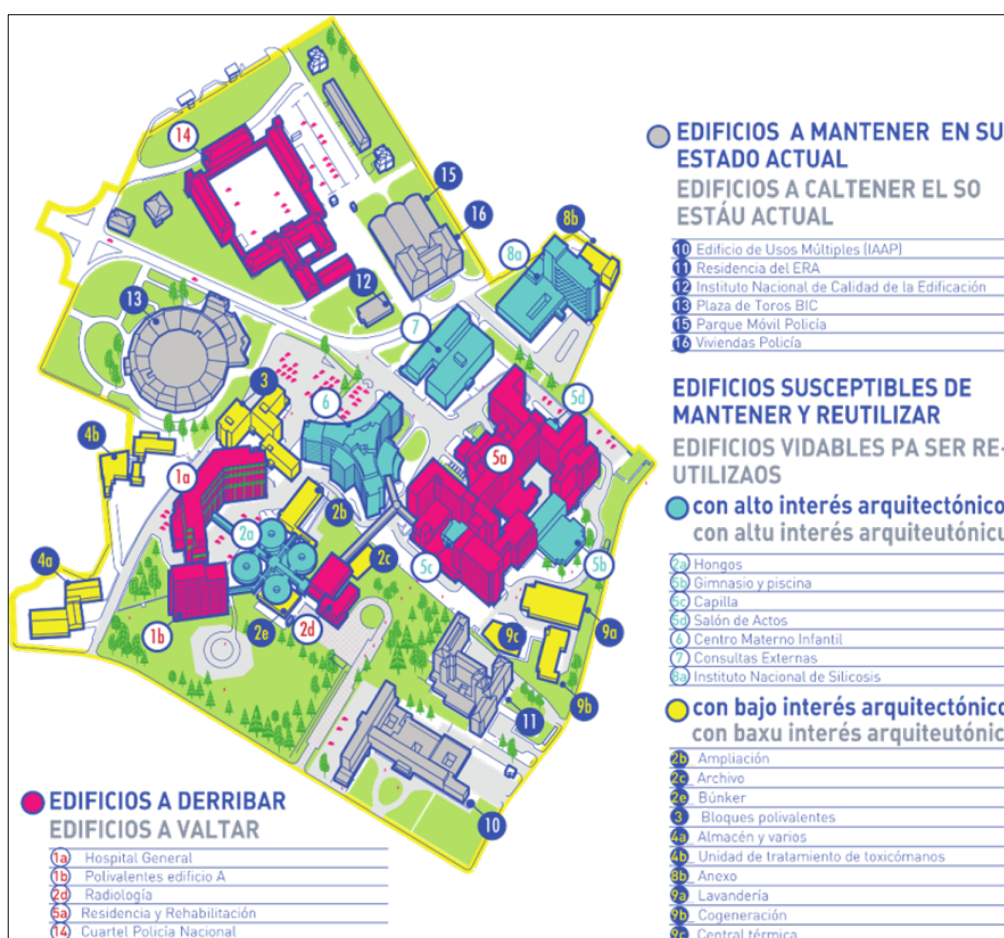 14
15
16
8b
8a
12
13
7
3
6
5d
4b
1a
5a
2b
2a
2c
5c
5b
4a
1b
2e
2d
9c
9a
11
9b
10
EDIFICIOS A MANTENER EN SU
ESTADO ACTUAL
EDIFICIOS A CALTENER EL SO
ESTÁU ACTUAL
10 Edificio de Usos Múltiples (IAAP)
11 Residencia del ERA
12 Instituto Nacional de Calidad de la Edificación
13 Plaza de Toros BIC
15 Parque Móvil Policía
16 Viviendas Policía
EDIFICIOS SUSCEPTIBLES DE
MANTENER Y REUTILIZAR
EDIFICIOS VIDABLES PA SER RE-
UTILIZAOS
con alto interés arquitectónico
con altu interés arquiteutónicu
2a Hongos
5b Gimnasio y piscina
5c Capilla
5d Salón de Actos
6 Centro Materno Infantil
7 Consultas Externas
8a Instituto Nacional de Silicosis
con bajo interés arquitectónico
con baxu interés arquiteutónic
2b Ampliación
2c Archivo
2e Búnker
3 Bloques polivalentes
4a Almacén y varios
4b Unidad de tratamiento de toxicómanos
8b Anexo
9a Lavandería
9b Cogeneración
9c Central térmica
EDIFICIOS A DERRIBAR
EDIFICIOS A VALTAR
1a Hospital General
1b Polivalentes edificio A
2d Radiología
5a Residencia y Rehabilitación
14 Cuartel Policía Nacional